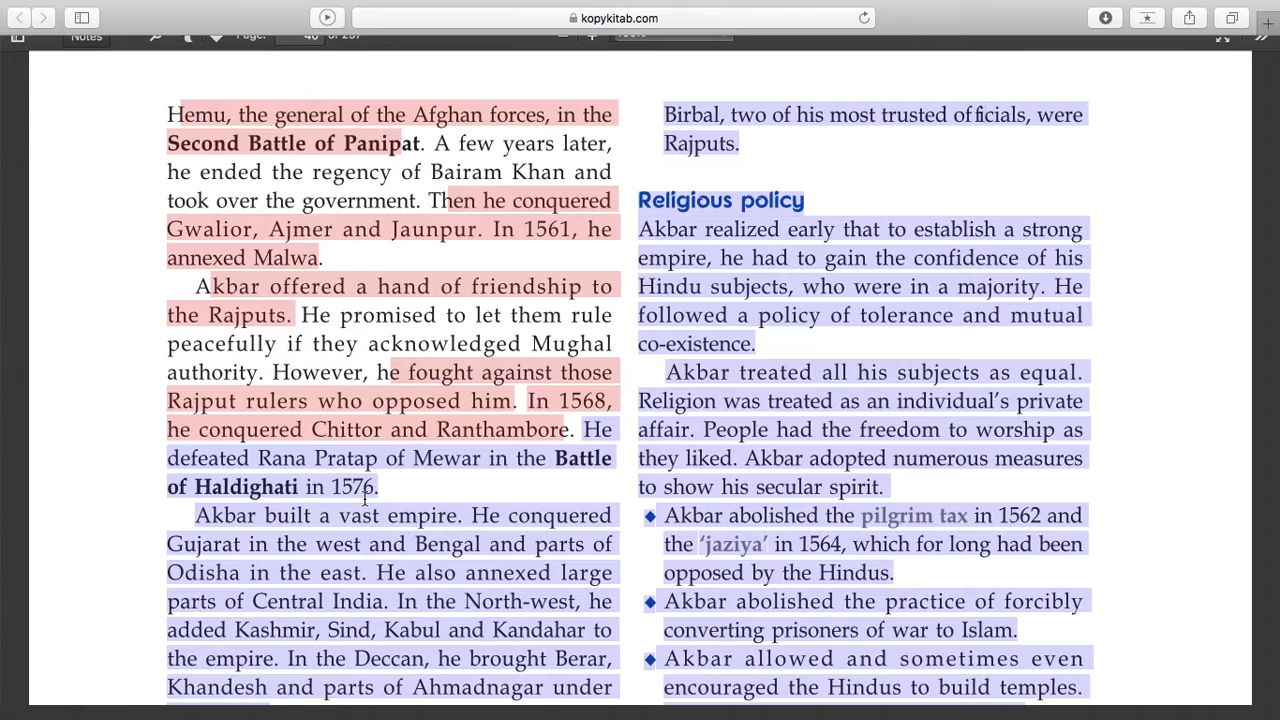 kopykitab.com
Notes
Page:
Hemu, the general of the Afghan forces, in the
Second Battle of Panipat. A few years later,
he ended the regency of Bairam Khan and
took over the government. Then he conquered
Gwalior, Ajmer and Jaunpur. In 1561, he
annexed Malwa.
Akbar offered a hand of friendship to
the Rajputs. He promised to let them rule
peacefully if they acknowledged Mughal
authority. However, he fought against those
Rajput rulers who opposed him. In 1568,
he conquered Chittor and Ranthambore. He
defeated Rana Pratap of Mewar in the Battle
of Haldighati in 1576.
Akbar built a vast empire. He conquered
Gujarat in the west and Bengal and parts of
Odisha in the east. He also annexed large
parts of Central India. In the North-west, he
added Kashmir, Sind, Kabul and Kandahar to
the empire. In the Deccan, he brought Berar,
Khandesh and parts of Ahmadnagar under
Birbal, two of his most trusted officials, were
Rajputs.
Religious policy
Akbar realized early that to establish a strong
empire, he had to gain the confidence of his
Hindu subjects, who were in a majority. He
followed a policy of tolerance and mutual
co-existence.
Akbar treated all his subjects as equal.
Religion was treated as an individual's private
affair. People had the freedom to worship as
they liked. Akbar adopted numerous measures
to show his secular spirit.
◆ Akbar abolished the pilgrim tax in 1562 and
the 'jaziya' in 1564, which for long had been
opposed by the Hindus.
◆ Akbar abolished the practice of forcibly
converting prisoners of war to Islam.
◆ Akbar allowed and sometimes even
encouraged the Hindus to build temples.